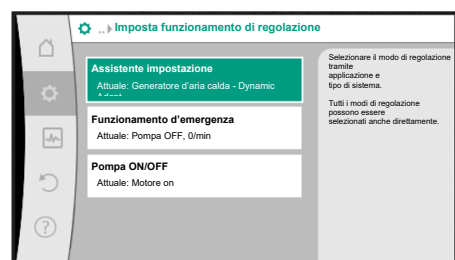 .. Imposta funzionamento di regolazione
Assistente impostazione
Attuale: Generatore d'aria calda - Dynamic
Adapt
Funzionamento d'emergenza
Attuale: Pompa OFF, 0/min
Pompa ON/OFF
Attuale: Motore on
Selezionare il modo di regolazione
tramite
applicazione e
tipo di sistema.
Tutti i modi di regolazione
possono essere
selezionati anche direttamente.
?